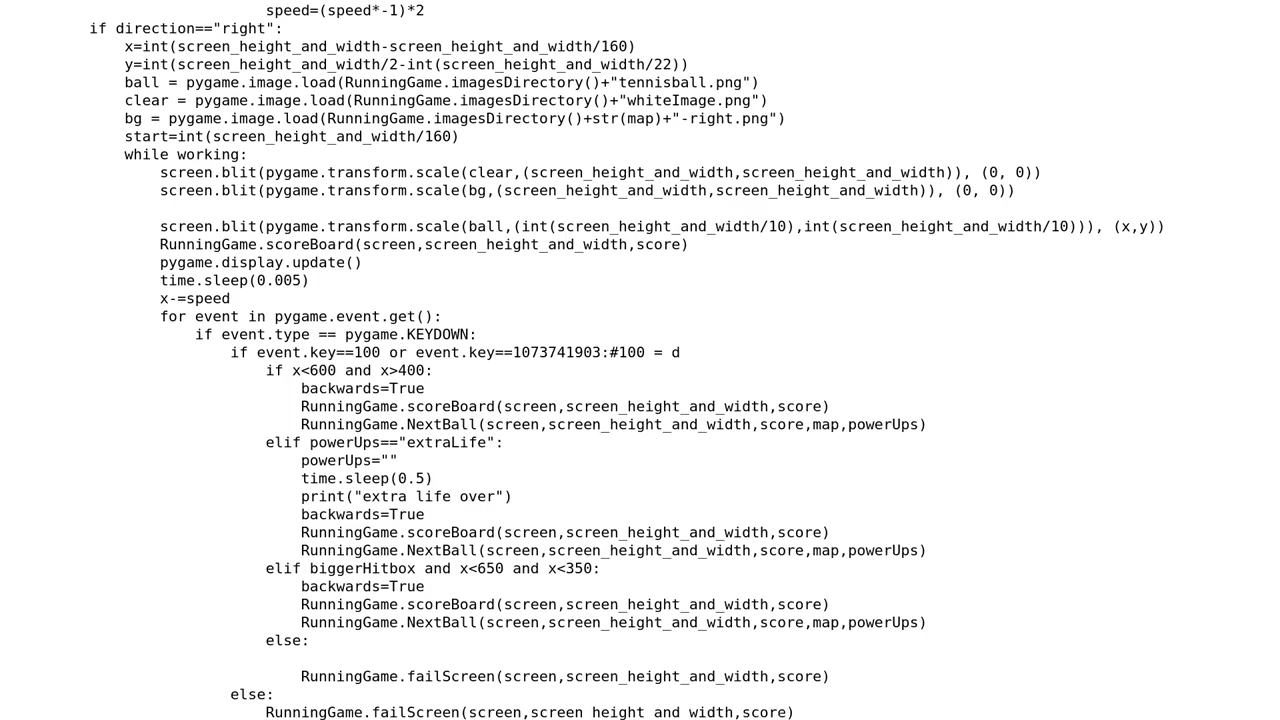 speed=(speed*-1)*2
if direction=="right":
x=int(screen_height_and_width-screen_height_and_width/160)
y=int(screen_height_and_width/2-int(screen_height_and_width/22))
ball = pygame.image.load(RunningGame.imagesDirectory()+"tennisball.png")
clear = pygame.image.load(RunningGame.imagesDirectory()+"whiteImage.png")
bg = pygame.image.load(RunningGame.imagesDirectory()+str(map)+"-right.png")
start=int(screen_height_and_width/160)
while working:
screen.blit(pygame.transform.scale(clear,(screen_height_and_width,screen_height_and_width)), (0, 0))
screen.blit(pygame.transform.scale(bg,(screen_height_and_width,screen_height_and_width)), (0, 0))
screen.blit(pygame.transform.scale(ball,(int(screen_height_and_width/10),int(screen_height_and_width/10))), (x,y))
RunningGame.scoreBoard(screen,screen_height_and_width,score)
pygame.display.update()
time.sleep(0.005)
x-=speed
for event in pygame.event.get():
if event.type == pygame.KEYDOWN:
if event.key==100 or event.key==1073741903:#100 = d
if x<600 and x>400:
backwards=True
RunningGame.scoreBoard(screen,screen_height_and_width,score)
RunningGame.NextBall(screen,screen_height_and_width,score,map,powerUps)
elif powerUps=="extraLife":
powerUps=""
time.sleep(0.5)
print("extra life over")
backwards=True
RunningGame.scoreBoard(screen,screen_height_and_width,score)
RunningGame.NextBall(screen,screen_height_and_width,score,map,powerUps)
elif biggerHitbox and x<650 and x<350:
backwards=True
RunningGame.scoreBoard(screen,screen_height_and_width,score)
RunningGame.NextBall(screen,screen_height_and_width,score,map,powerUps)
else:
RunningGame.failScreen(screen,screen_height_and_width,score)
else:
RunningGame.failScreen(screen,screen_height_and_width,score)